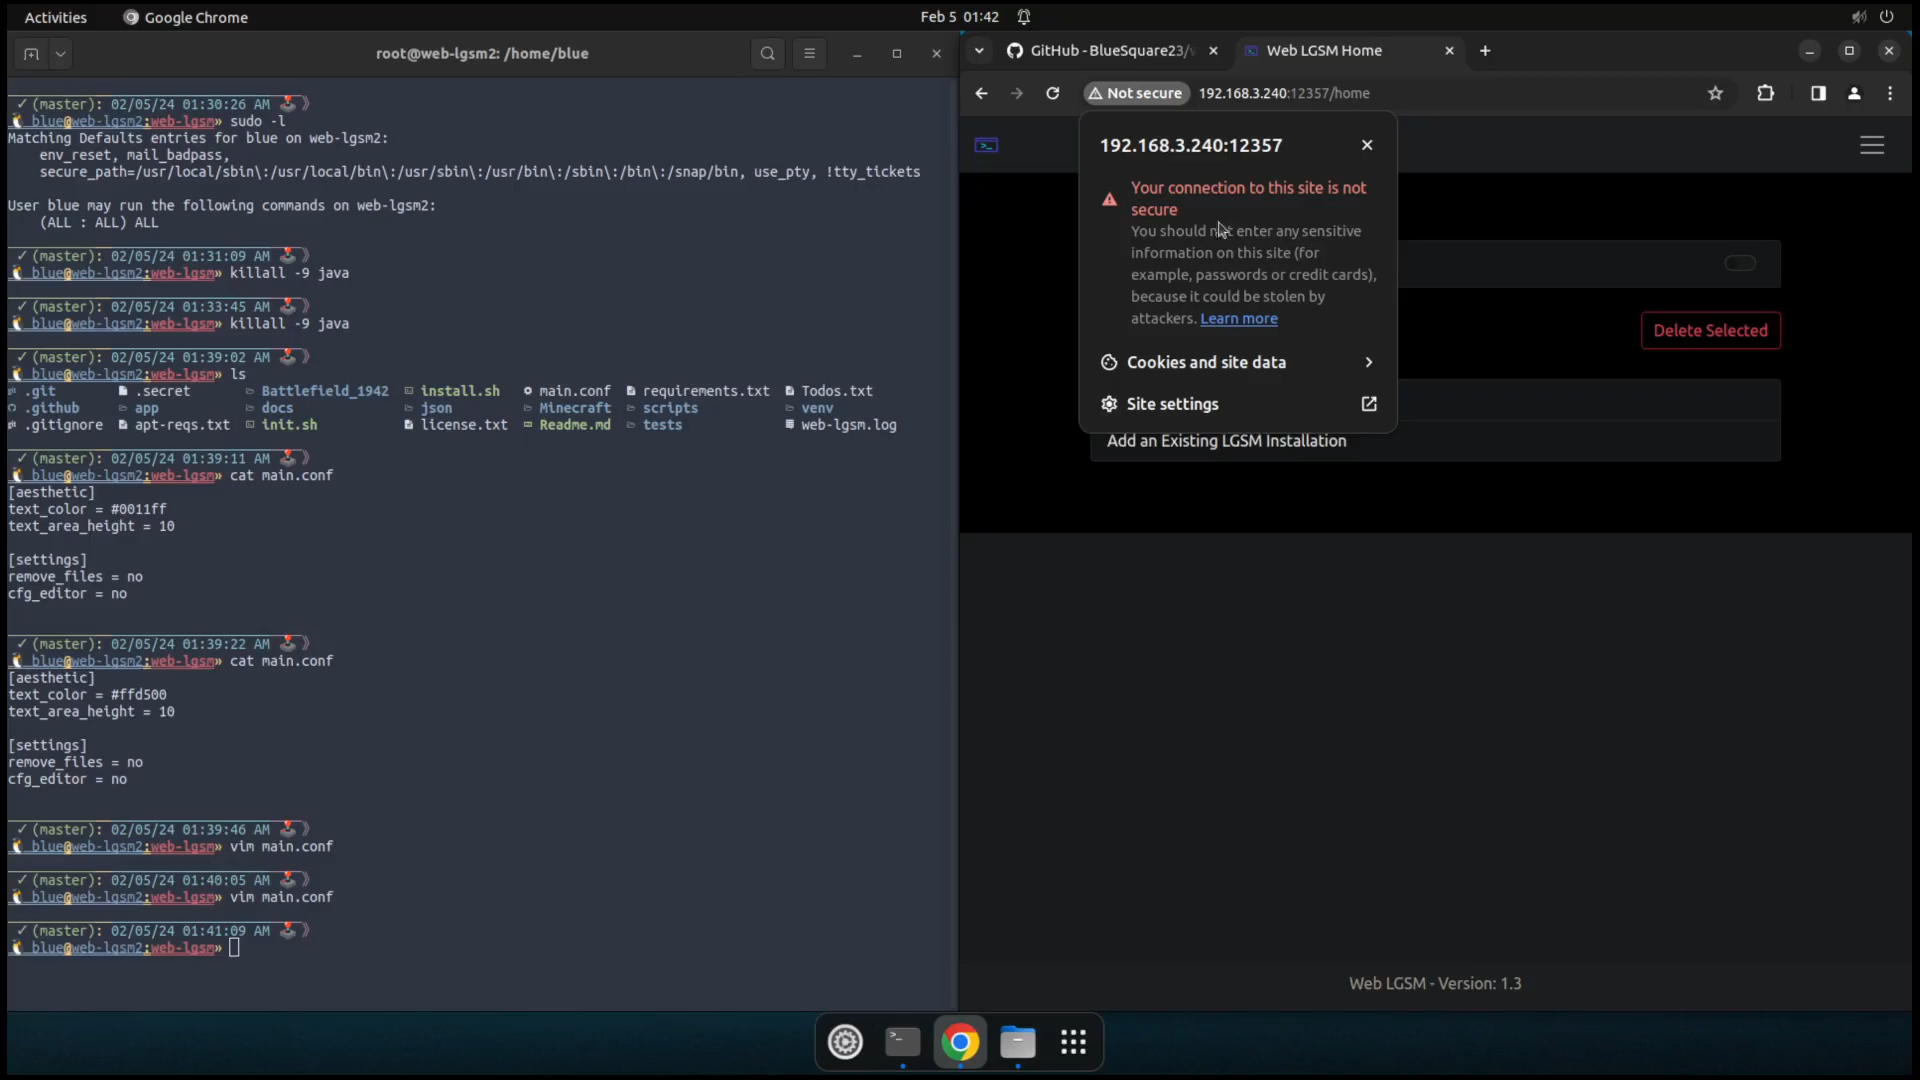 Activities
Google Chrome
Feb 5 01:42
root@web-lgsm2: /home/blue
✓ (master): 02/05/24 01:30:26 AM
blue@web-lgsm2:web-lgsm» sudo -l
Matching Defaults entries for blue on web-lgsm2:
env_reset, mail_badpass,
secure_path=/usr/local/sbin\:/usr/local/bin\:/usr/sbin\:/usr/bin\:/sbin\:/bin\:/snap/bin, use_pty, !tty_tickets
User blue may run the following commands on web-lgsm2:
(ALL : ALL) ALL
✓ (master): 02/05/24 01:31:09 AM
blue@web-lgsm2:web-lgsm» killall -9 java
✓ (master): 02/05/24 01:33:45 AM
blue@web-lgsm2:web-lgsm» killall -9 java
✓ (master): 02/05/24 01:39:02 AM
blue@web-lgsm2:web-lgsm» ls
.git .secret Battlefield_1942 install.sh main.conf requirements.txt Todos.txt
.github app docs json Minecraft scripts venv
.gitignore apt-reqs.txt init.sh license.txt Readme.md tests web-lgsm.log
✓ (master): 02/05/24 01:39:11 AM
blue@web-lgsm2:web-lgsm» cat main.conf
[aesthetic]
text_color = #0011ff
text_area_height = 10
[settings]
remove_files = no
cfg_editor = no
✓ (master): 02/05/24 01:39:22 AM
blue@web-lgsm2:web-lgsm» cat main.conf
[aesthetic]
text_color = #ffd500
text_area_height = 10
[settings]
remove_files = no
cfg_editor = no
✓ (master): 02/05/24 01:39:46 AM
blue@web-lgsm2:web-lgsm» vim main.conf
✓ (master): 02/05/24 01:40:05 AM
blue@web-lgsm2:web-lgsm» vim main.conf
✓ (master): 02/05/24 01:41:09 AM
blue@web-lgsm2:web-lgsm»
GitHub - BlueSquare23/
Web LGSM Home
Not secure
192.168.3.240:12357/home
192.168.3.240:12357
Your connection to this site is not
secure
You should not enter any sensitive
information on this site (for
example, passwords or credit cards),
because it could be stolen by
attackers. Learn more
Cookies and site data
Site settings
Delete Selected
Add an Existing LGSM Installation
Web LGSM - Version: 1.3